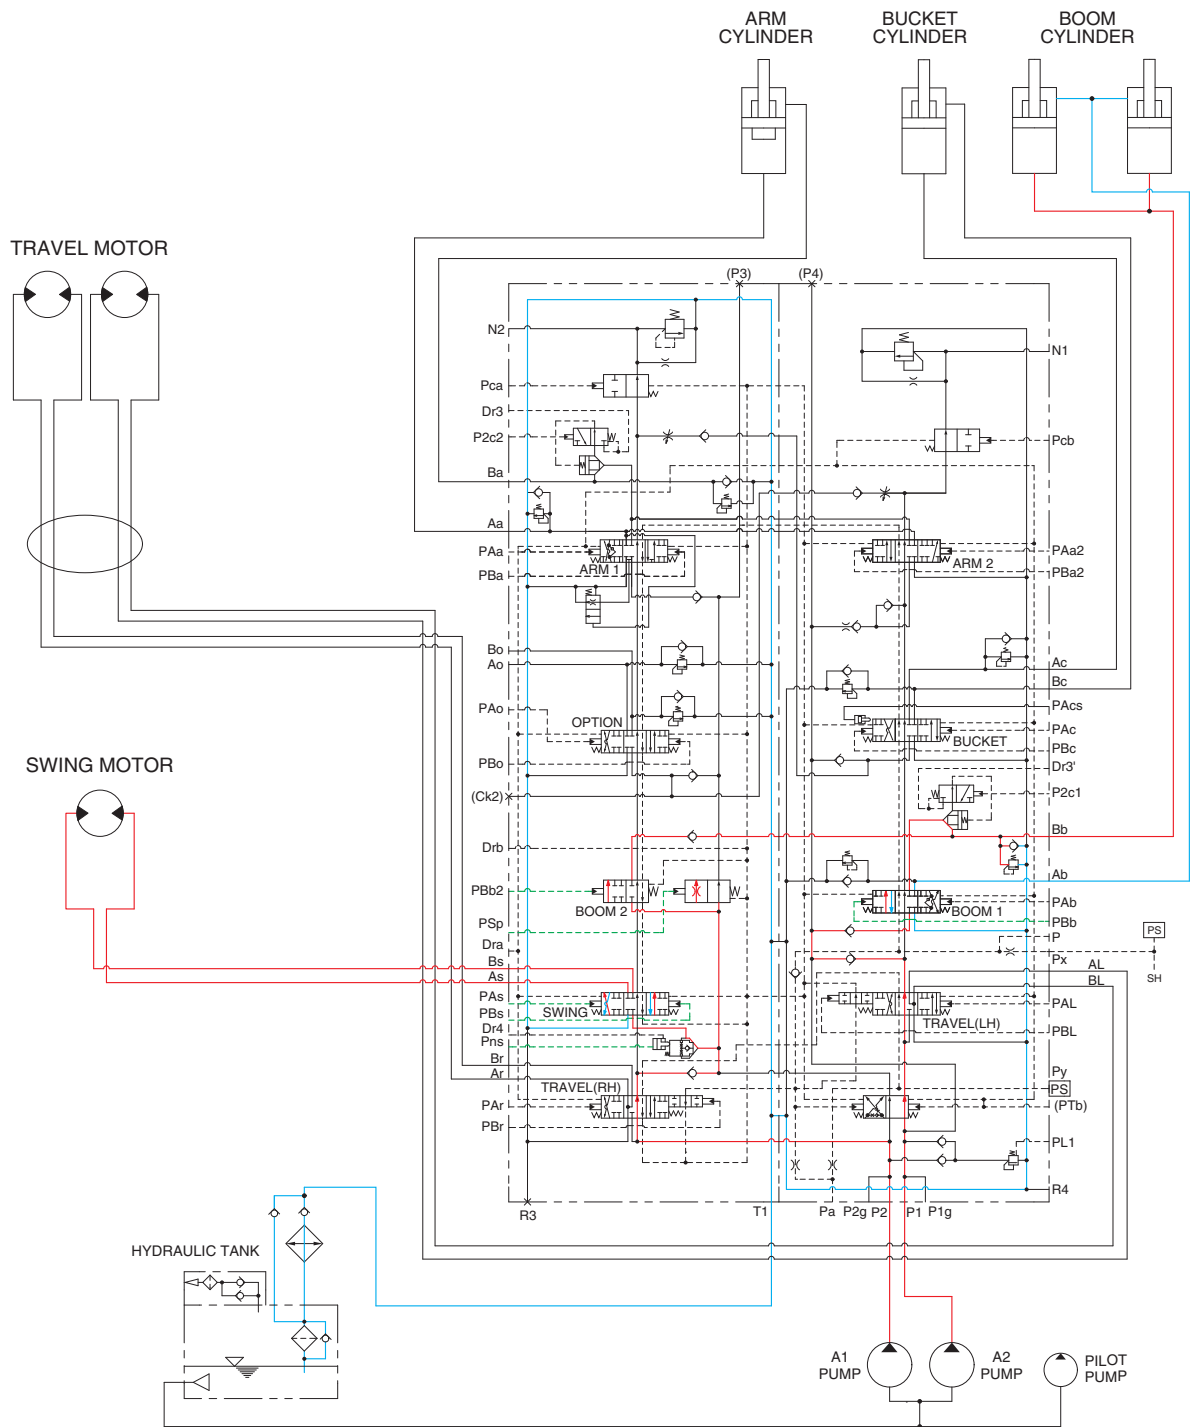 ARM
CYLINDER
BUCKET
CYLINDER
BOOM
CYLINDER
TRAVEL MOTOR
(P3)
(P4)
N2
N1
Pca
Dr3
P2c2
Pcb
Ba
Aa
PAa
PBa
ARM 1
ARM 2
PAa2
PBa2
Bo
Ao
Ac
Bc
PAo
OPTION
PAcs
PAc
PBc
BUCKET
PBo
Dr3'
SWING MOTOR
(Ck2)
P2c1
Bb
Drb
Ab
PBb2
BOOM 2
BOOM 1
PAb
PBb
PSp
P
PS
Dra
Bs
As
Px
AL
BL
SH
PAs
PBs
SWING
PAL
TRAVEL(LH)
PBL
Dr4
Pns
Br
Ar
TRAVEL(RH)
Py
PS
PAr
(PTb)
PBr
PL1
R4
R3
T1
Pa
P2g
P2
P1
P1g
HYDRAULIC TANK
A1
PUMP
A2
PUMP
PILOT
PUMP